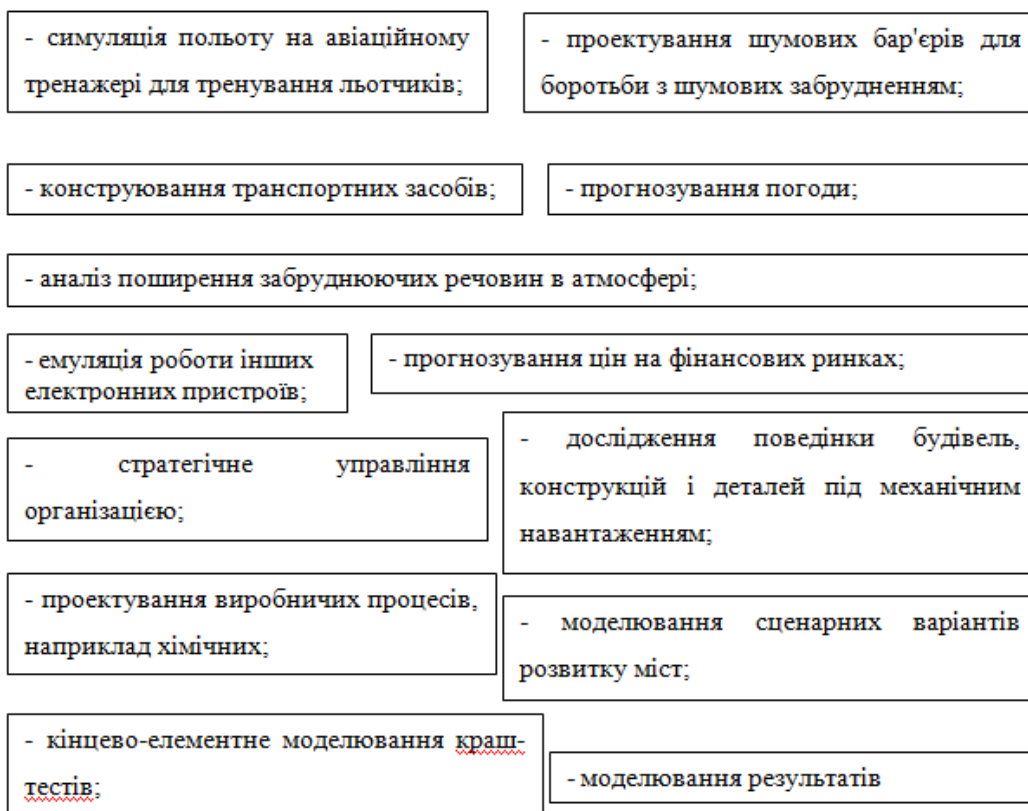 - симуляція польоту на авіаційному
тренажері для тренування льотчиків;
- проектування шумових бар'єрів для
боротьби з шумових забрудненням;
- конструювання транспортних засобів;
- прогнозування погоди;
- аналіз поширення забруднюючих речовин в атмосфері;
- емуляція роботи інших
електронних пристроїв;
- прогнозування цін на фінансових ринках;
- стратегічне управління
організацією;
- дослідження поведінки будівель,
конструкцій і деталей під механічним
навантаженням;
- проектування виробничих процесів,
наприклад хімічних;
- моделювання сценарних варіантів
розвитку міст;
- кінцево-елементне моделювання краш-
тестів;
- моделювання результатів